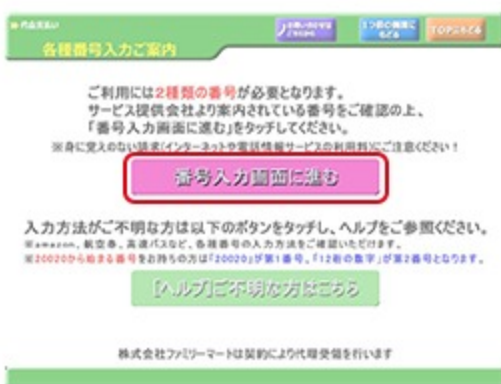 代金支払い
各種番号入力ご案内
お問い合わせは
こちらから
1つ前の画面に
もどる
TOPにもどる
ご利用には2種類の番号が必要となります。
サービス提供会社より案内されている番号をご確認の上、
「番号入力画面に進む」をタッチしてください。
※身に覚えのない請求(インターネットや電話情報サービスの利用料)にご注意ください!
番号入力画面に進む
入力方法がご不明な方は以下のボタンをタッチし、ヘルプをご参照ください。
※amazon、航空券、高速バスなど、各種番号の入力方法をご確認いただけます。
※20020から始まる番号をお持ちの方は「20020」が第1番号、「12桁の数字」が第2番号となります。
[ヘルプ]ご不明な方はこちら
株式会社ファミリーマートは契約により代理受領を行います